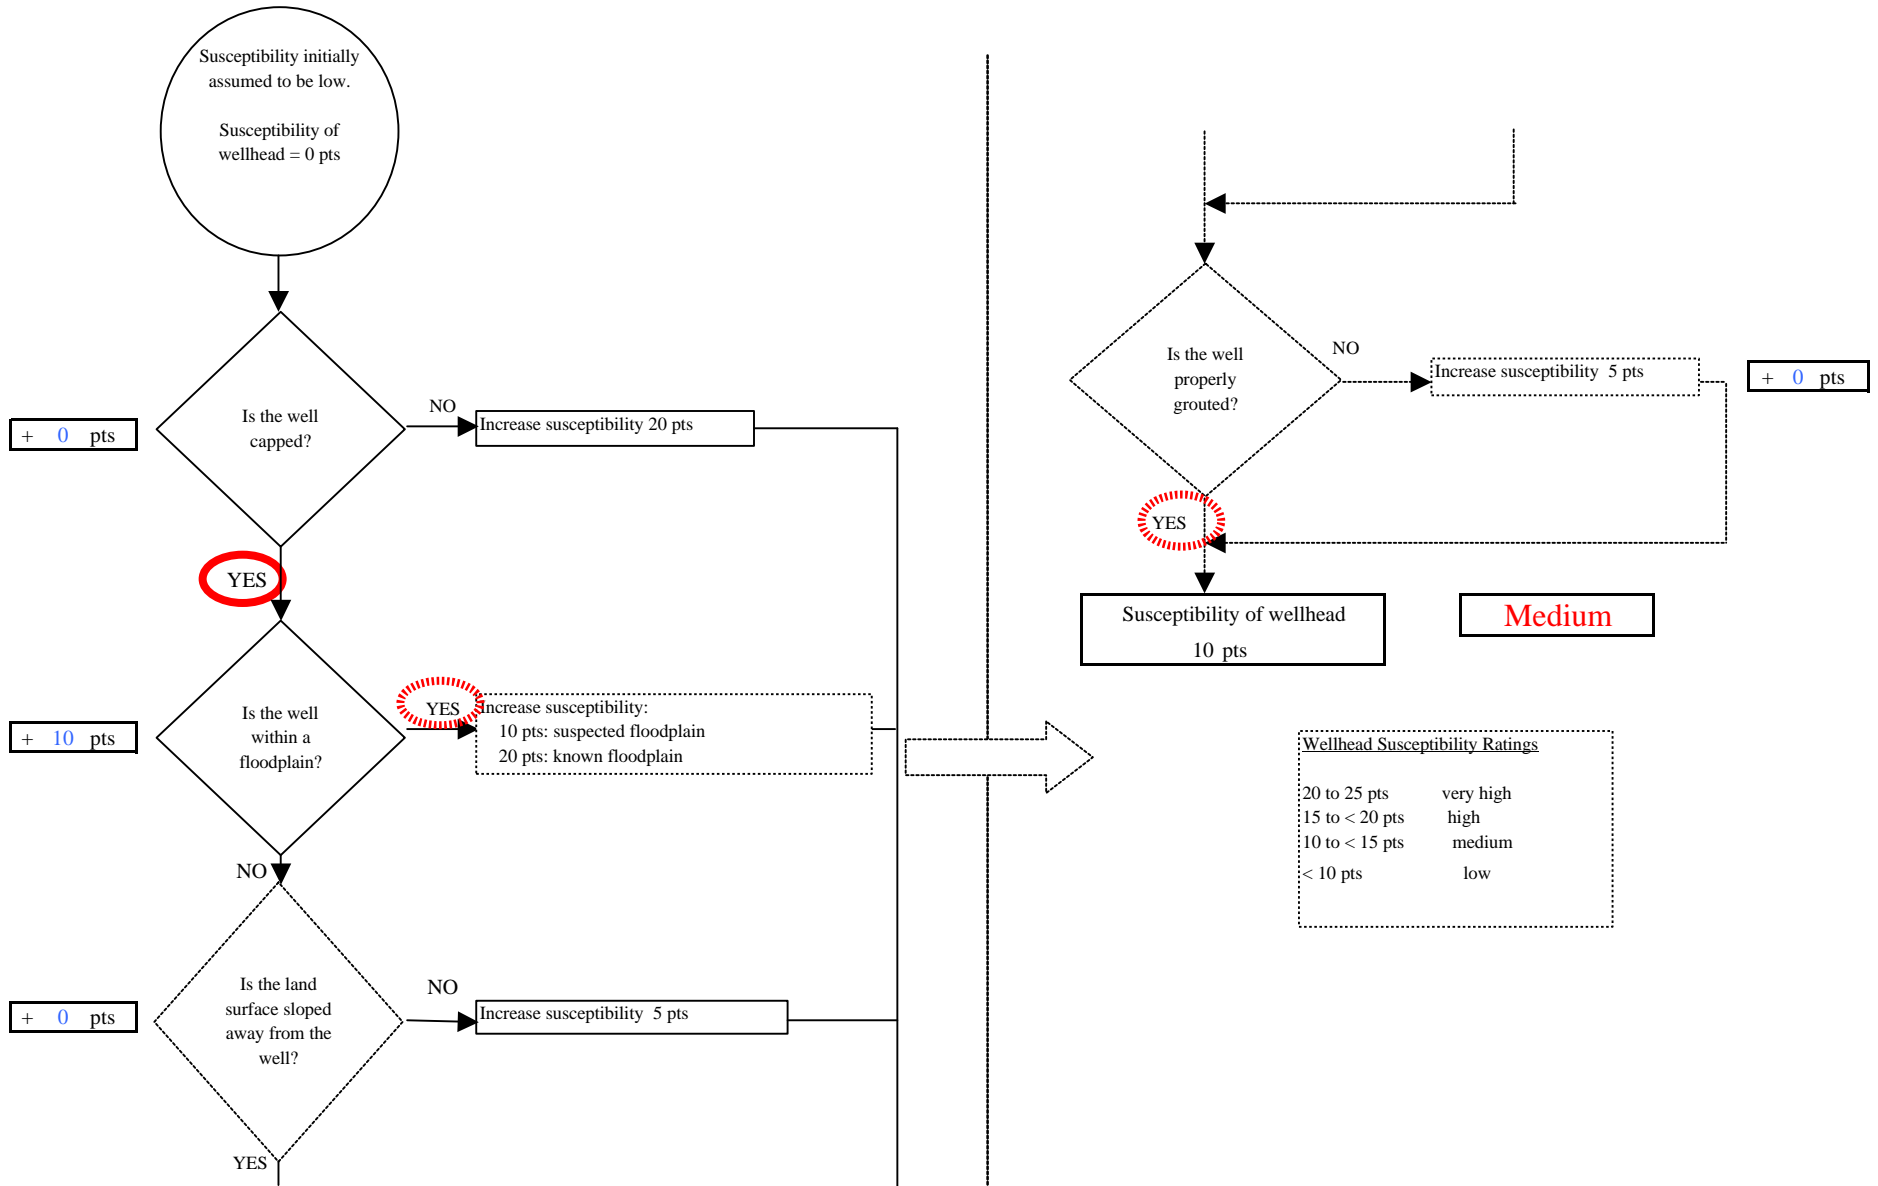 Susceptibility initially
assumed to be low.
Susceptibility of
wellhead = 0 pts
Is the well
capped?
+ 0 pts
NO
Increase susceptibility 20 pts
YES
Is the well
within a
floodplain?
+ 10 pts
YES
Increase susceptibility:
10 pts: suspected floodplain
20 pts: known floodplain
NO
Is the land
surface sloped
away from the
well?
+ 0 pts
NO
Increase susceptibility 5 pts
YES
Is the well
properly
grouted?
NO
Increase susceptibility 5 pts
+ 0 pts
YES
Susceptibility of wellhead
10 pts
Medium
Wellhead Susceptibility Ratings
20 to 25 pts very high
15 to < 20 pts high
10 to < 15 pts medium
< 10 pts low